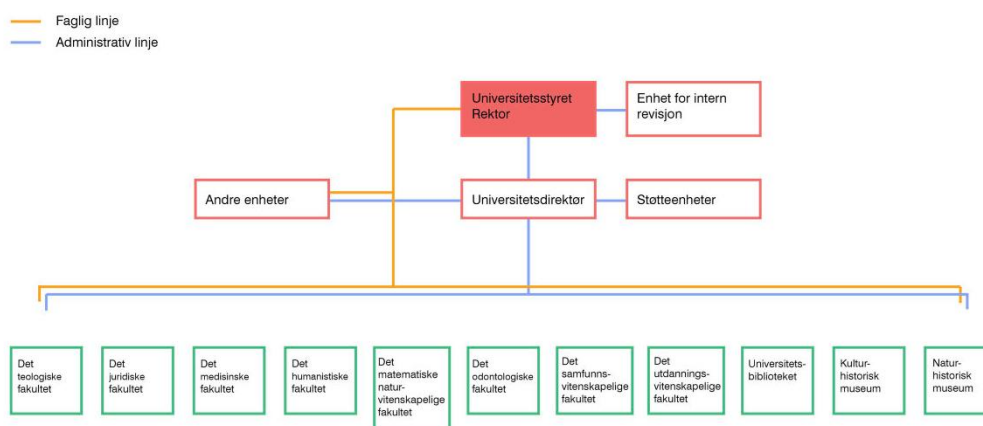 Faglig linje
Administrativ linje
Universitetsstyret
Rektor
Enhet for intern
revisjon
Andre enheter
Universitetsdirektør
Støtteenheter
Det
teologiske
fakultet
Det
juridiske
fakultet
Det
medisinske
fakultet
Det
humanistiske
fakultet
Det
matematiske
natur-
vitenskapelige
fakultet
Det
odontologiske
fakultet
Det
samfunns-
vitenskapelige
fakultet
Det
utdannings-
vitenskapelige
fakultet
Universitets-
biblioteket
Kultur-
historisk
museum
Natur-
historisk
museum